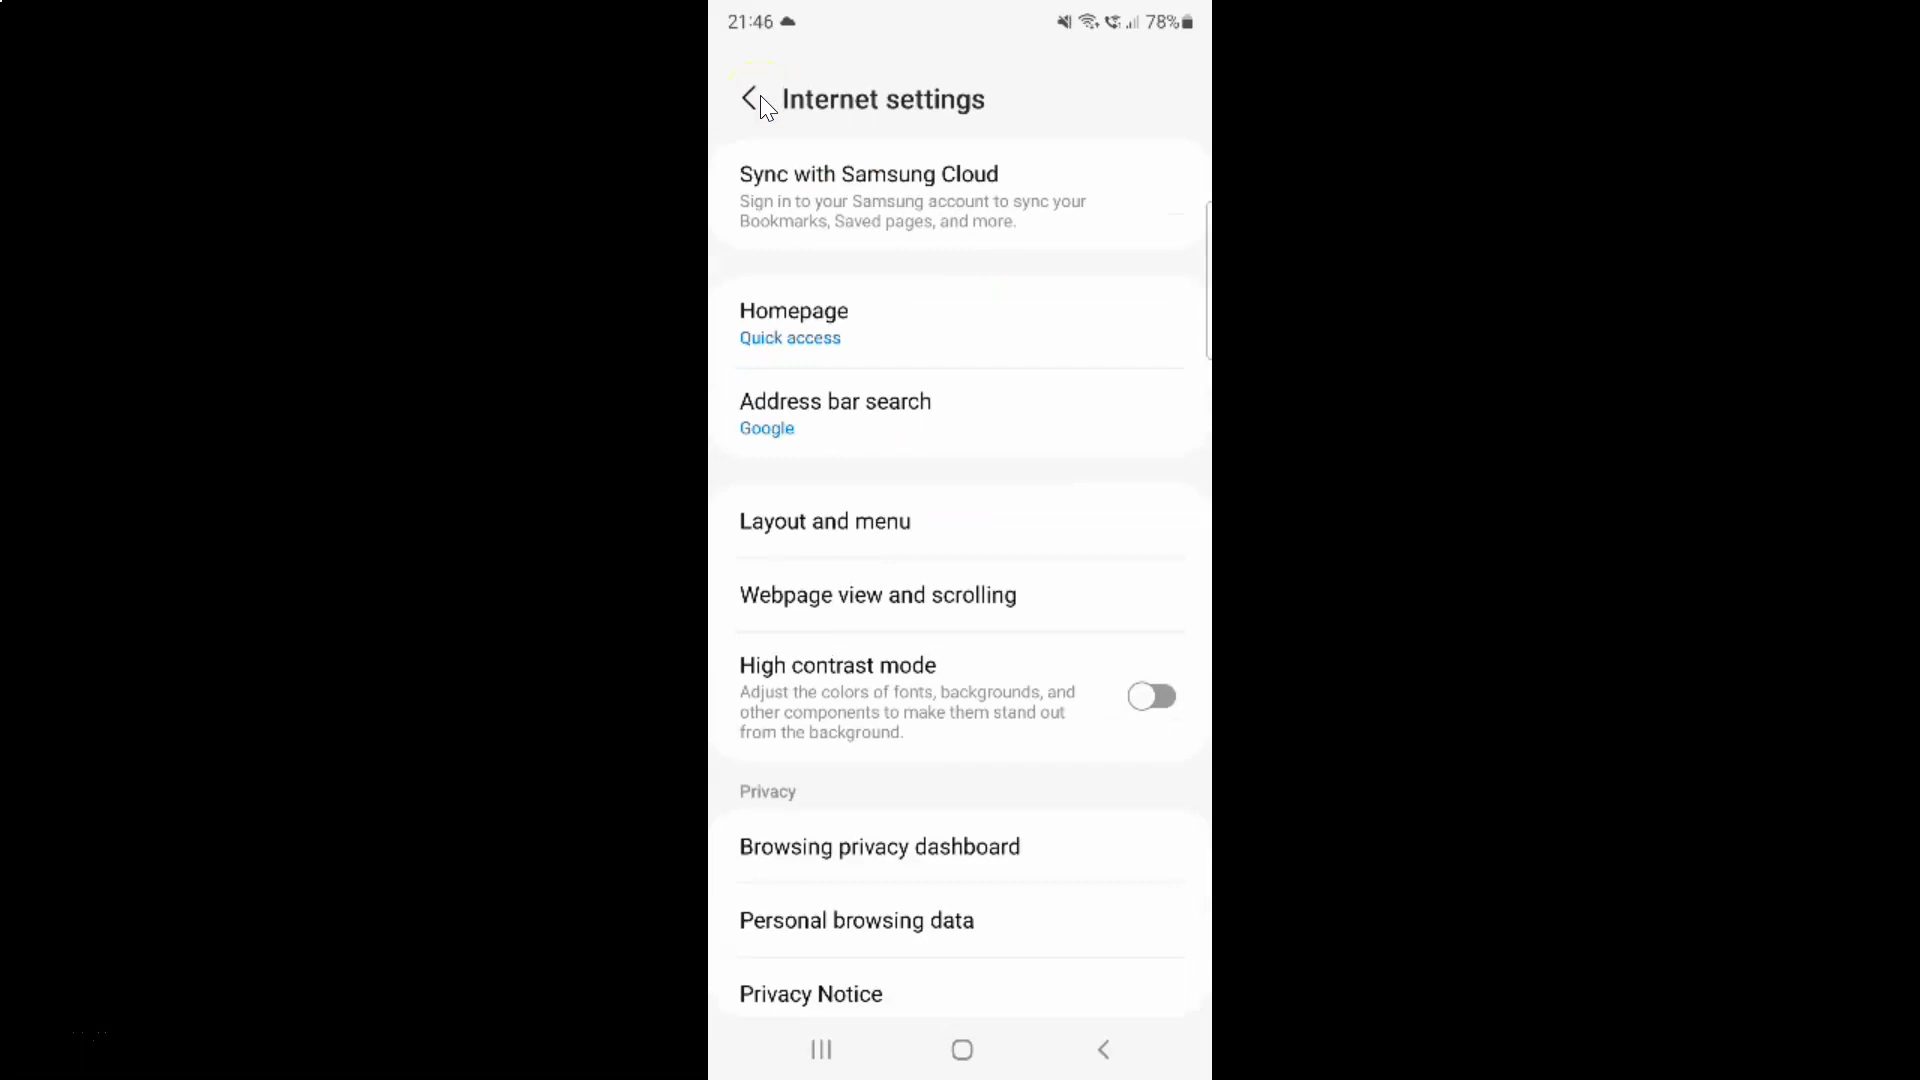 21:46
78%
Internet settings
Sync with Samsung Cloud
Sign in to your Samsung account to sync your
Bookmarks, Saved pages, and more.
Homepage
Quick access
Address bar search
Google
Layout and menu
Webpage view and scrolling
High contrast mode
Adjust the colors of fonts, backgrounds, and
other components to make them stand out
from the background.
Privacy
Browsing privacy dashboard
Personal browsing data
Privacy Notice